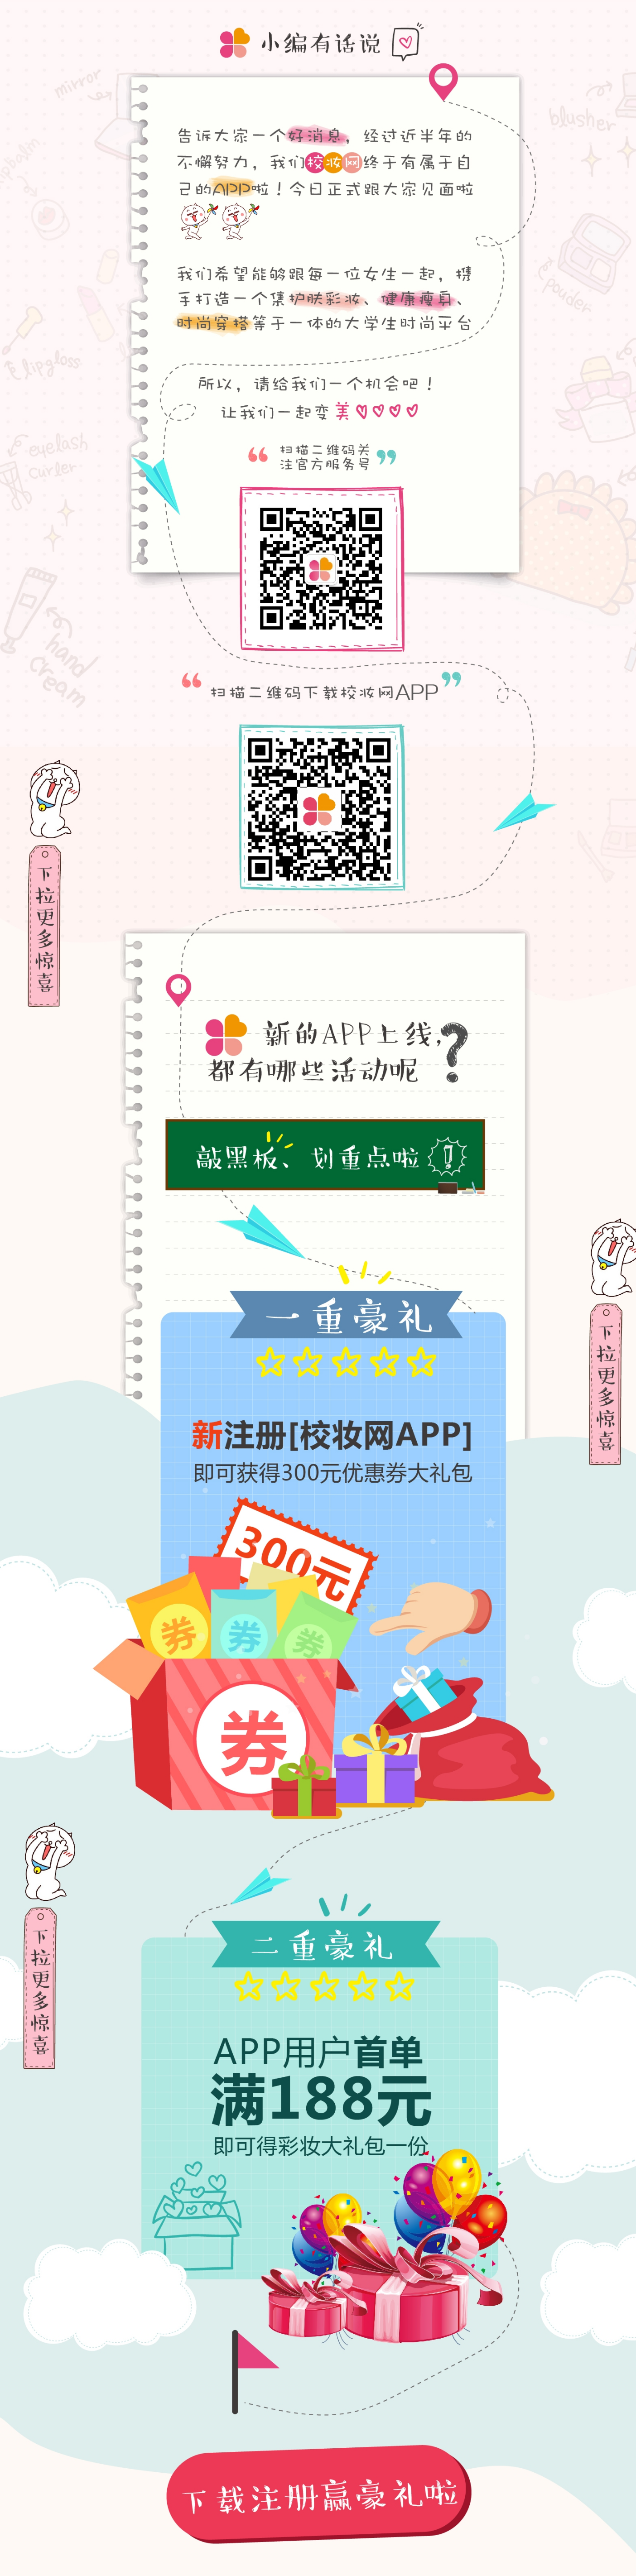 小编有话说
mirror
blusher
lipbalm
告诉大家一个好消息，经过近半年的
不懈努力，我们校妆网终于有属于自
己的APP啦！今日正式跟大家见面啦
powder
我们希望能够跟每一位女生一起，携
手打造一个集护肤彩妆、健康瘦身、
时尚穿搭等于一体的大学生时尚平台
lipgloss
所以，请给我们一个机会吧！
让我们一起变美♡♡♡♡
eyelash
curler
“扫描二维码关
注官方服务号”
hand
cream
“扫描二维码下载校妆网APP”
下拉更多惊喜
新的APP上线，
都有哪些活动呢？
敲黑板、划重点啦！
一重豪礼
下拉更多惊喜
新注册[校妆网APP]
即可获得300元优惠券大礼包
300元
券
券
券
券
下拉更多惊喜
二重豪礼
APP用户首单
满188元
即可得彩妆大礼包一份
下载注册赢豪礼啦